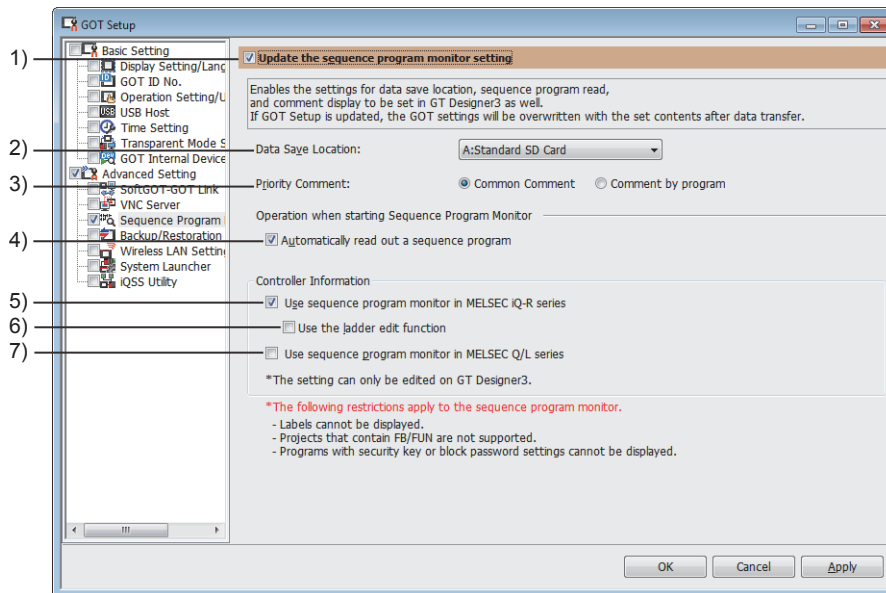 GOT Setup
Basic Setting
Display Setting/Lang
GOT ID No.
Operation Setting/U
USB Host
Time Setting
Transparent Mode S
GOT Internal Device
Advanced Setting
SoftGOT-GOT Link
VNC Server
Sequence Program
Backup/Restoration
Wireless LAN Setting
System Launcher
iQSS Utility
1)
Update the sequence program monitor setting
Enables the settings for data save location, sequence program read,
and comment display to be set in GT Designer3 as well.
If GOT Setup is updated, the GOT settings will be overwritten with the set contents after data transfer.
2)
Data Save Location: A:Standard SD Card
3)
Priority Comment: Common Comment Comment by program
Operation when starting Sequence Program Monitor
4)
Automatically read out a sequence program
Controller Information
5)
Use sequence program monitor in MELSEC iQ-R series
6)
Use the ladder edit function
7)
Use sequence program monitor in MELSEC Q/L series
*The setting can only be edited on GT Designer3.
*The following restrictions apply to the sequence program monitor.
- Labels cannot be displayed.
- Projects that contain FB/FUN are not supported.
- Programs with security key or block password settings cannot be displayed.
OK Cancel Apply